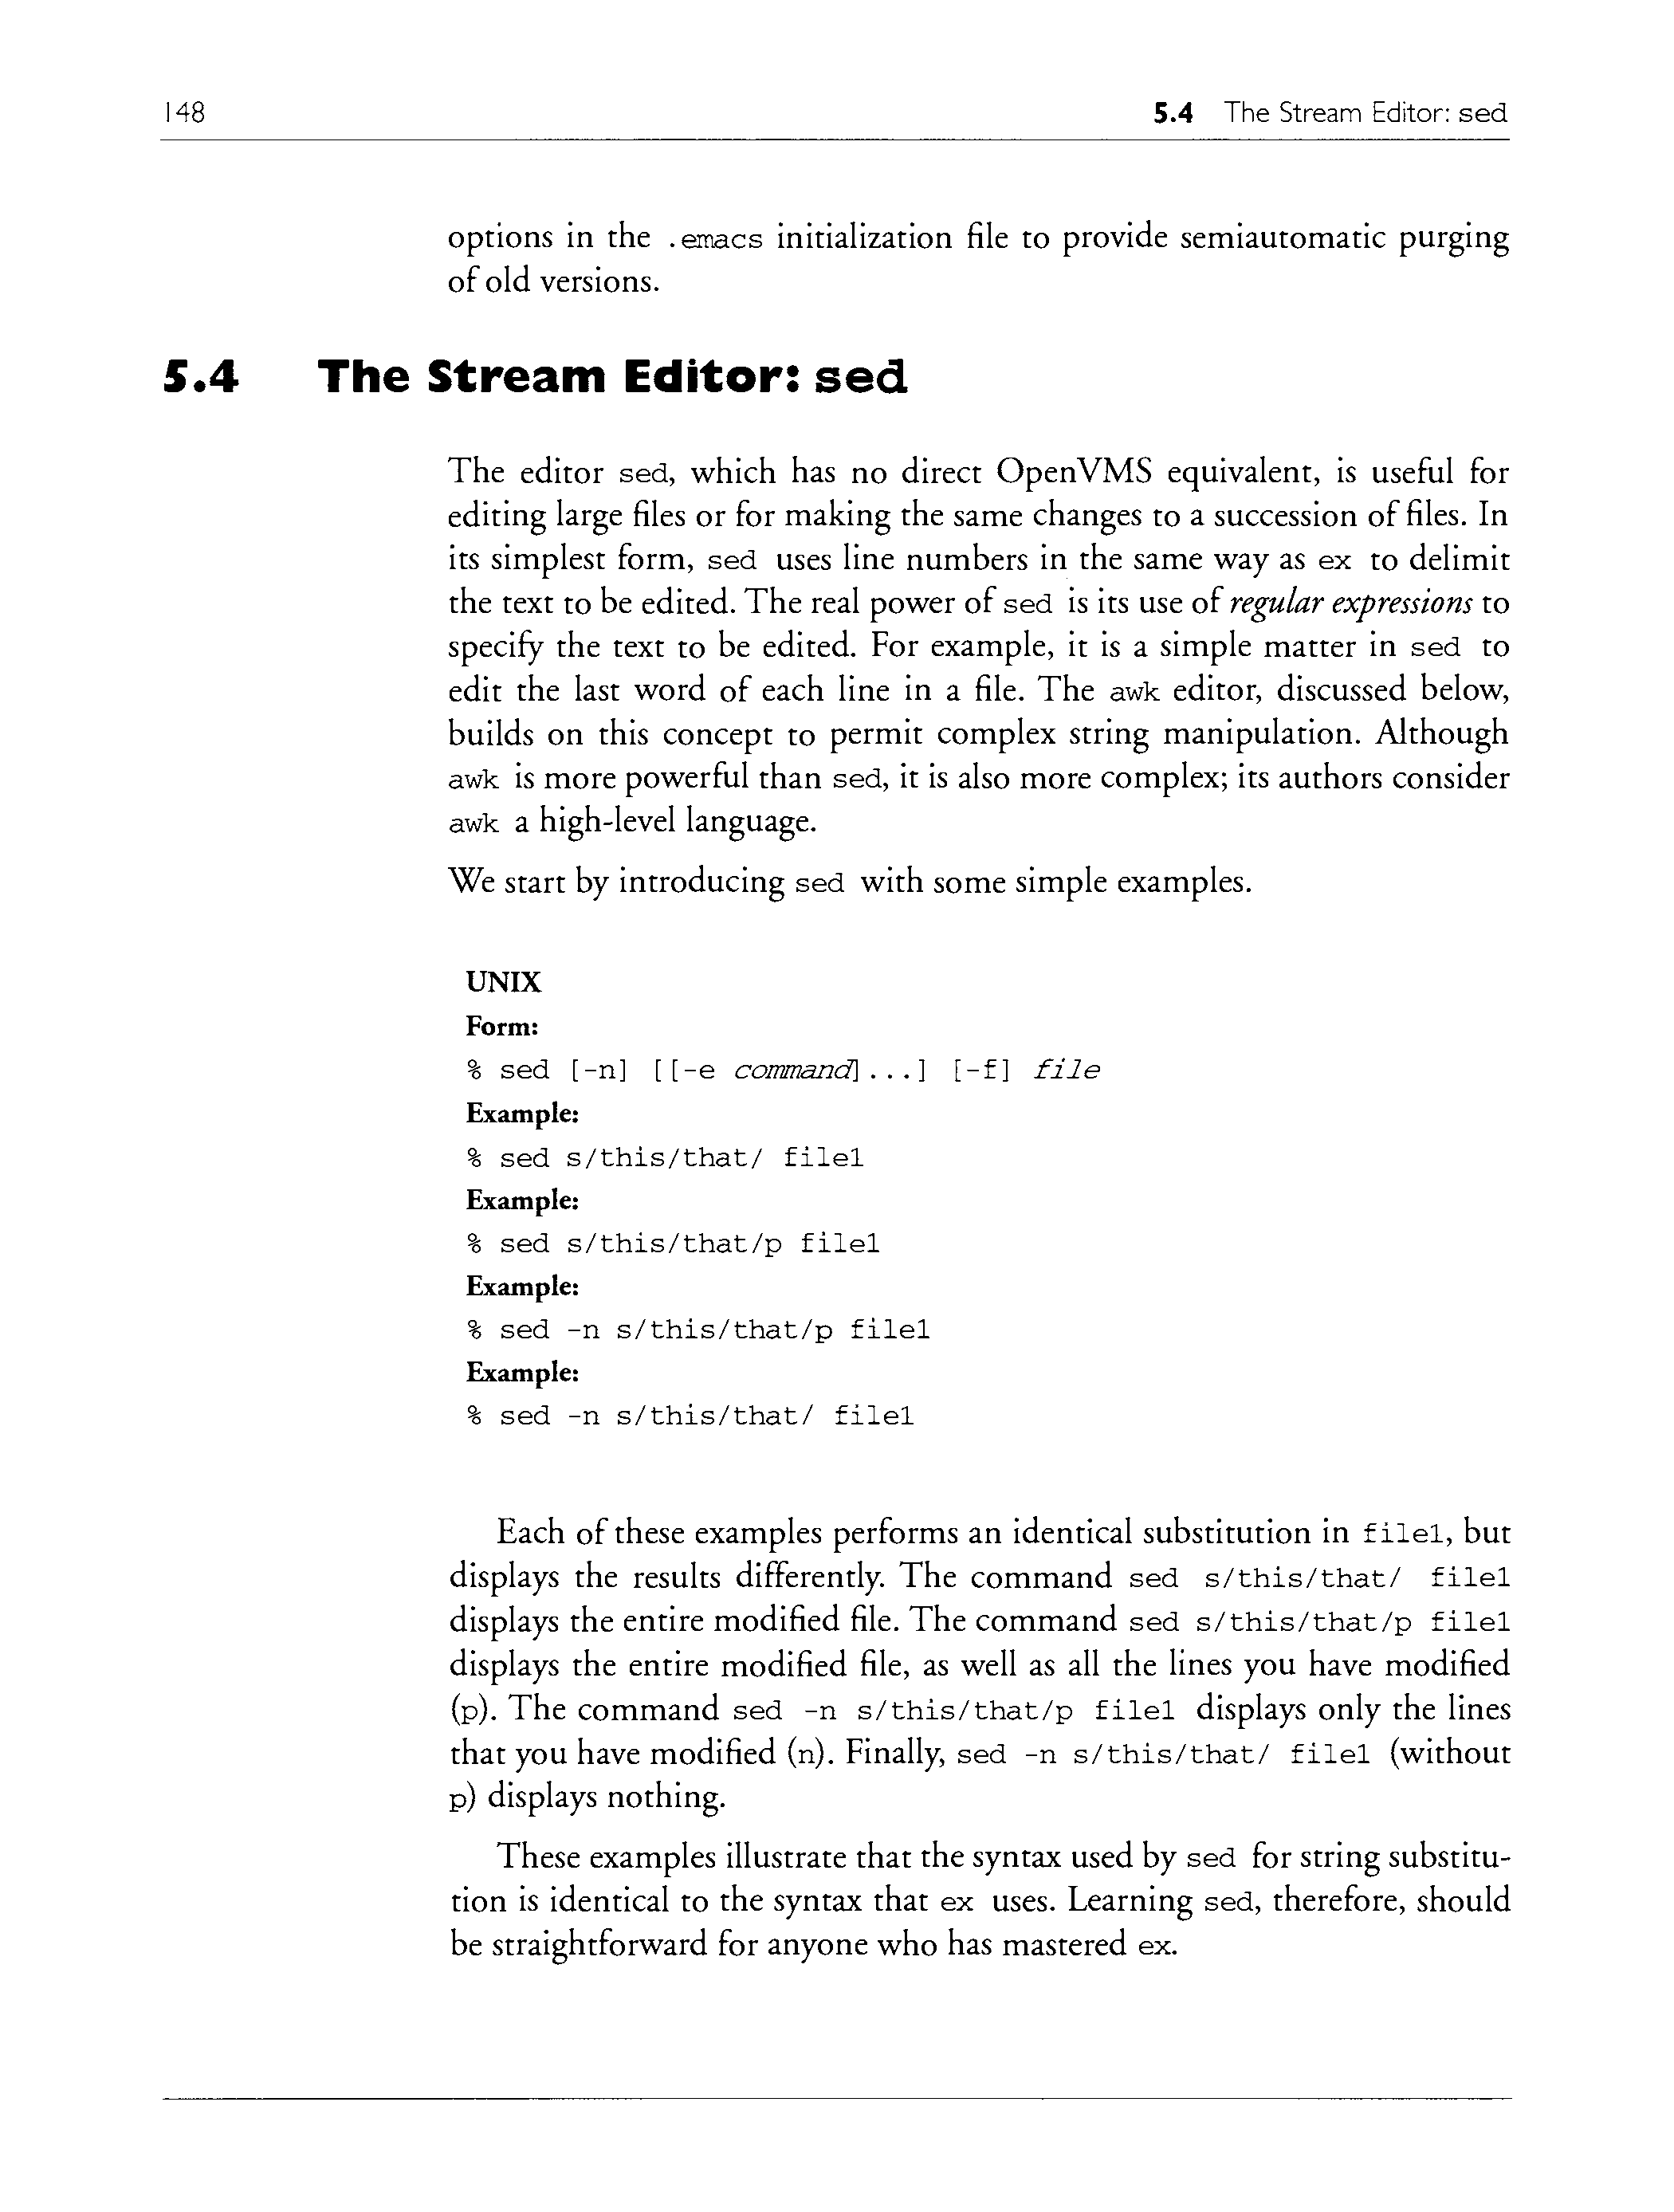 148
5.4 The Stream Editor: sed
options in the .emacs initialization file to provide semiautomatic purging
of old versions.
5.4 The Stream Editor: sed
The editor sed, which has no direct OpenVMS equivalent, is useful for
editing large files or for making the same changes to a succession of files. In
its simplest form, sed uses line numbers in the same way as ex to delimit
the text to be edited. The real power of sed is its use of regular expressions to
specify the text to be edited. For example, it is a simple matter in sed to
edit the last word of each line in a file. The awk editor, discussed below,
builds on this concept to permit complex string manipulation. Although
awk is more powerful than sed, it is also more complex; its authors consider
awk a high-level language.
We start by introducing sed with some simple examples.
UNIX
Form:
% sed [-n] [[-e command]...] [-f] file
Example:
% sed s/this/that/ file1
Example:
% sed s/this/that/p file1
Example:
% sed -n s/this/that/p file1
Example:
% sed -n s/this/that/ file1
Each of these examples performs an identical substitution in file1, but
displays the results differently. The command sed s/this/that/ file1
displays the entire modified file. The command sed s/this/that/p file1
displays the entire modified file, as well as all the lines you have modified
(p). The command sed -n s/this/that/p file1 displays only the lines
that you have modified (n). Finally, sed -n s/this/that/ file1 (without
p) displays nothing.
These examples illustrate that the syntax used by sed for string substitu-
tion is identical to the syntax that ex uses. Learning sed, therefore, should
be straightforward for anyone who has mastered ex.